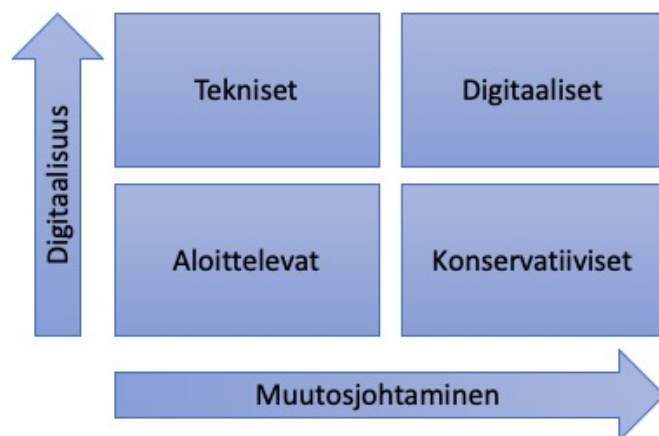 Digitaalisuus
Tekniset
Digitaaliset
Aloittelevat
Konservatiiviset
Muutosjohtaminen